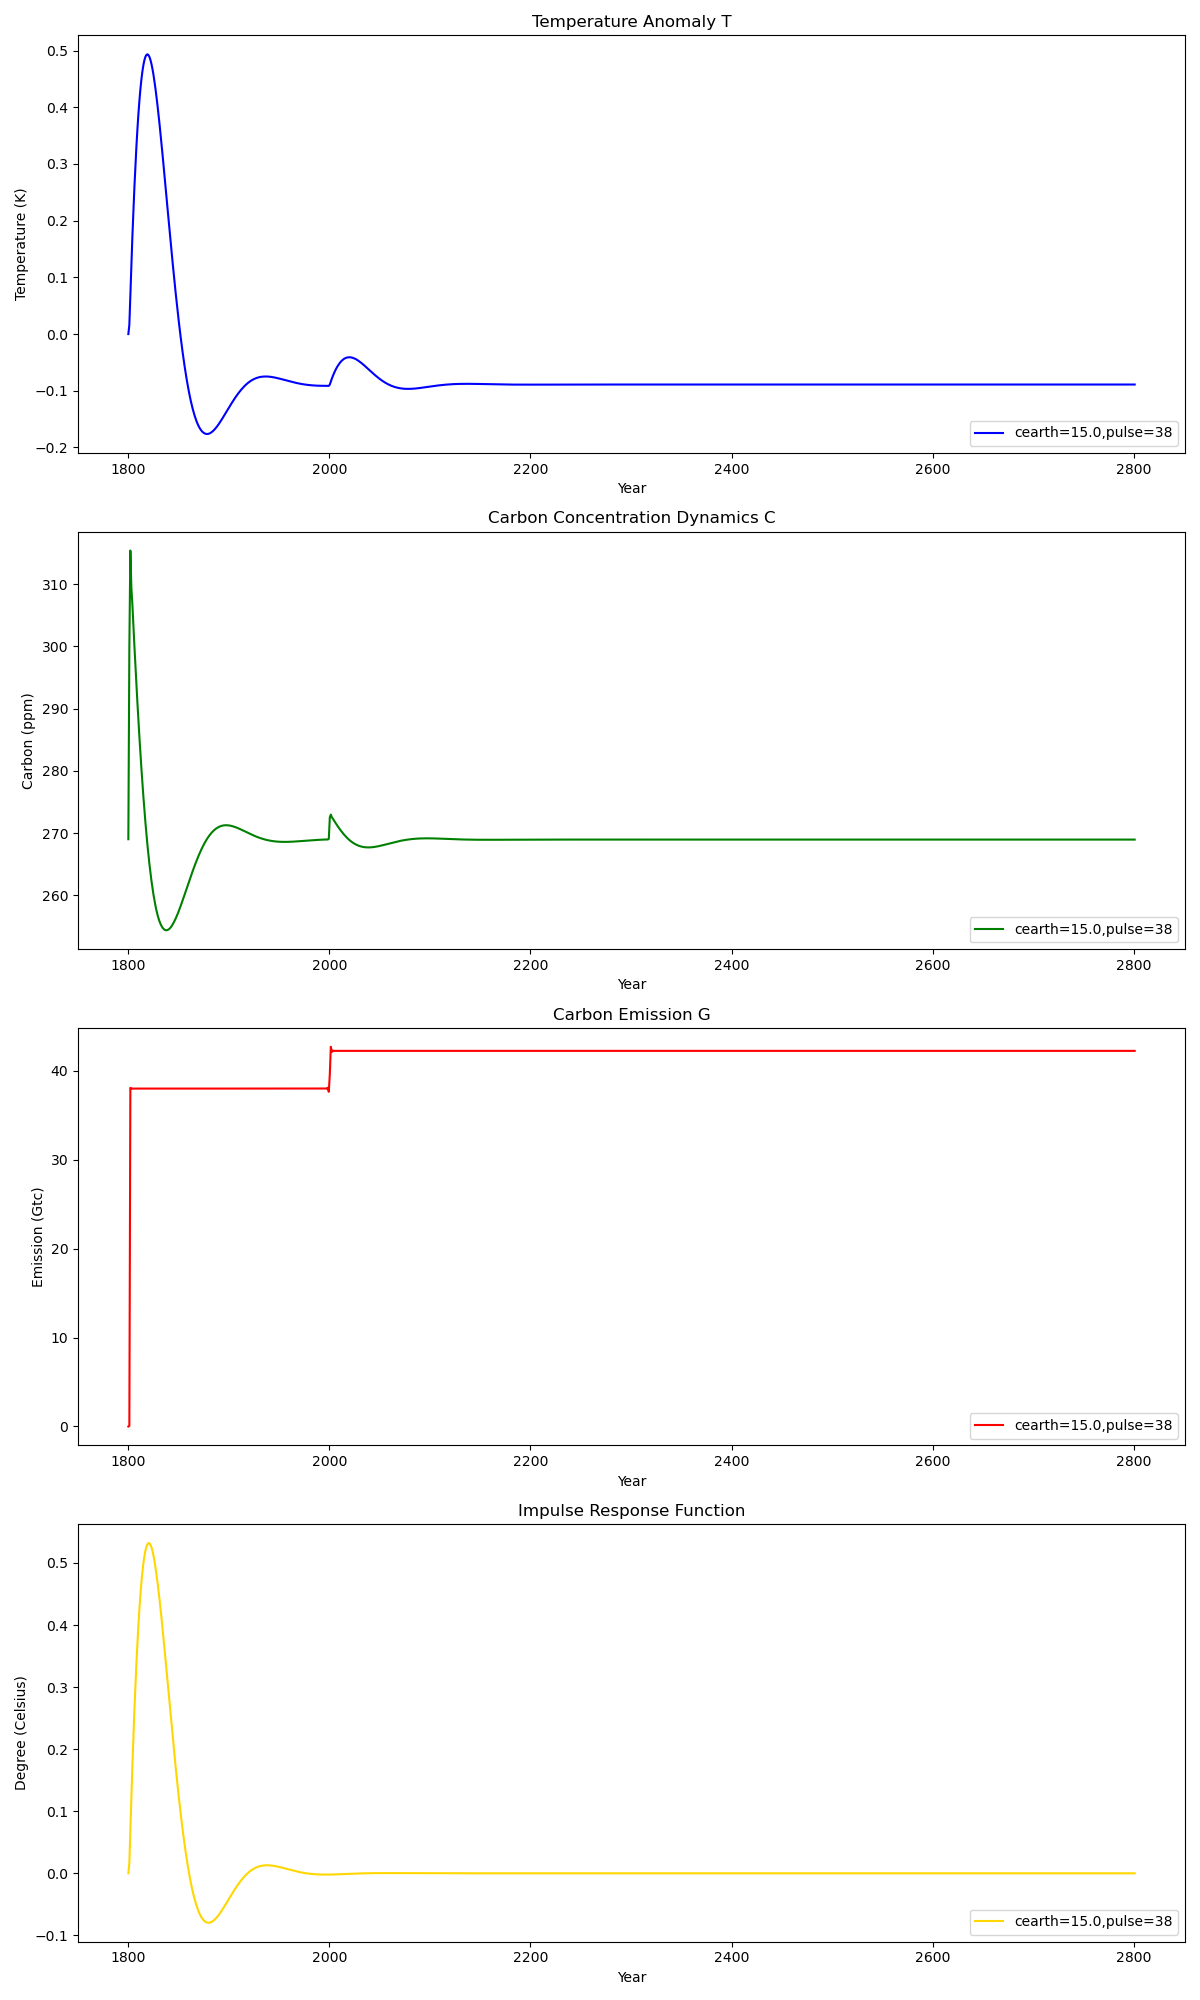 Temperature Anomaly T
0.5
0.4
0.3
0.2
0.1
0.0
−0.1
−0.2
Temperature (K)
cearth=15.0,pulse=38
1800 2000 2200 2400 2600 2800
Year
Carbon Concentration Dynamics C
310
300
290
280
270
260
Carbon (ppm)
cearth=15.0,pulse=38
1800 2000 2200 2400 2600 2800
Year
Carbon Emission G
40
30
20
10
0
Emission (Gtc)
cearth=15.0,pulse=38
1800 2000 2200 2400 2600 2800
Year
Impulse Response Function
0.5
0.4
0.3
0.2
0.1
0.0
−0.1
Degree (Celsius)
cearth=15.0,pulse=38
1800 2000 2200 2400 2600 2800
Year